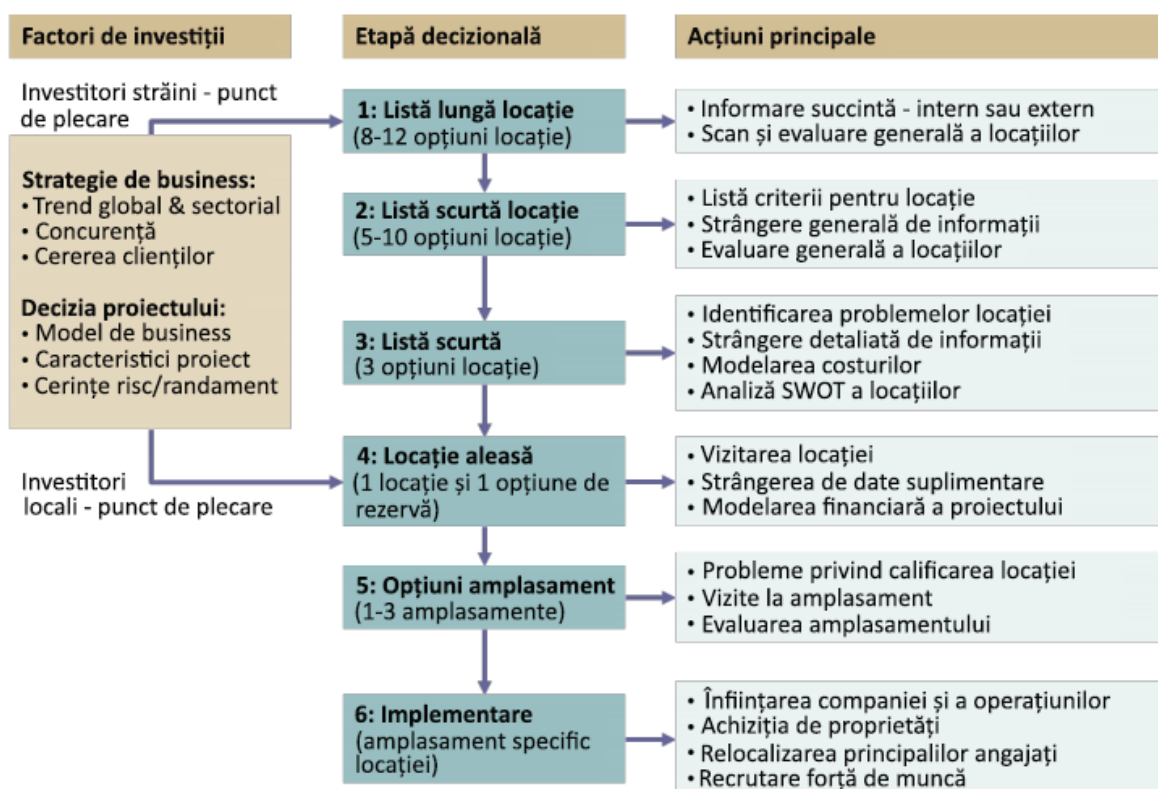 Factori de investiții
Investitori străini - punct
de plecare
Strategie de business:
• Trend global & sectorial
• Concurență
• Cererea clienților
Decizia proiectului:
• Model de business
• Caracteristici proiect
• Cerințe risc/randament
Investitori
locali - punct de plecare
Etapă decizională
1: Listă lungă locație
(8-12 opțiuni locație)
2: Listă scurtă locație
(5-10 opțiuni locație)
3: Listă scurtă
(3 opțiuni locație)
4: Locație aleasă
(1 locație și 1 opțiune de
rezervă)
5: Opțiuni amplasament
(1-3 amplasamente)
6: Implementare
(amplasament specific
locației)
Acțiuni principale
• Informare succintă - intern sau extern
• Scan și evaluare generală a locațiilor
• Listă criterii pentru locație
• Strângere generală de informații
• Evaluare generală a locațiilor
• Identificarea problemelor locației
• Strângere detaliată de informații
• Modelarea costurilor
• Analiză SWOT a locațiilor
• Vizitarea locației
• Strângerea de date suplimentare
• Modelarea financiară a proiectului
• Probleme privind calificarea locației
• Vizite la amplasament
• Evaluarea amplasamentului
• Înființarea companiei și a operațiunilor
• Achiziția de proprietăți
• Relocalizarea principalilor angajați
• Recrutare forță de muncă